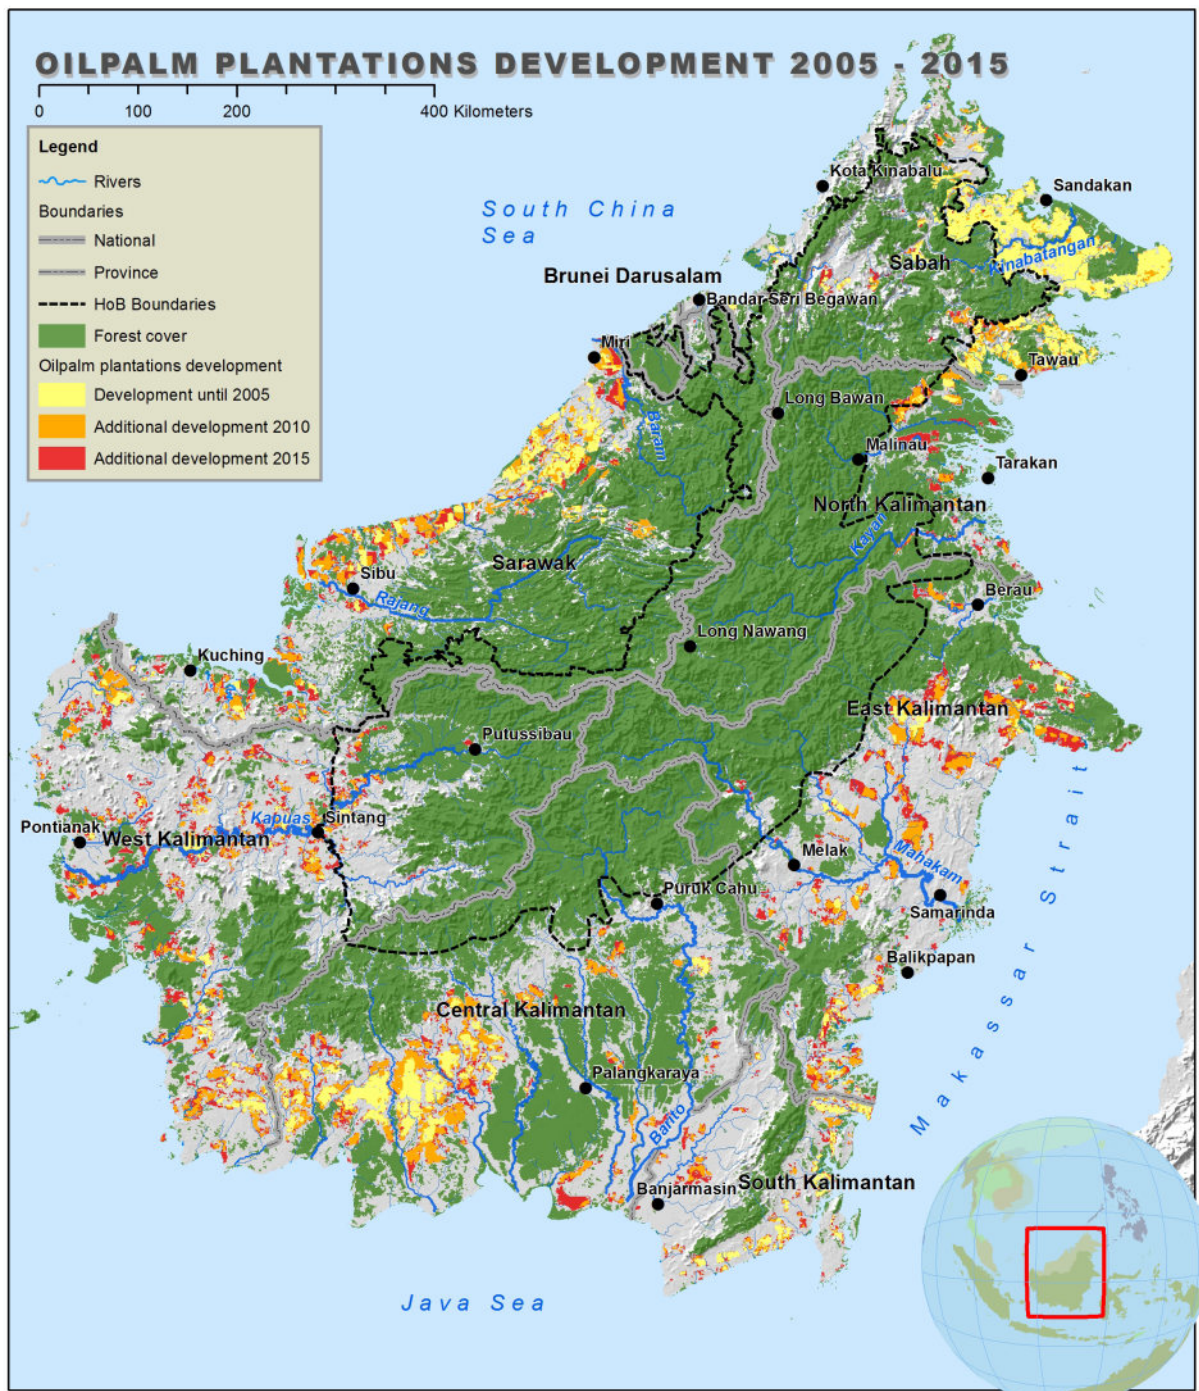 OILPALM PLANTATIONS DEVELOPMENT 2005 - 2015
0 100 200 400 Kilometers
Legend
Rivers
Boundaries
National
Province
HoB Boundaries
Forest cover
Oilpalm plantations development
Development until 2005
Additional development 2010
Additional development 2015
South China
Sea
Kota Kinabalu
Sandakan
Kinabatangan
Sabah
Brunei Darusalam
Bandar Seri Begawan
Miri
Tawau
Long Bawan
Baram
Malinau
Tarakan
North Kalimantan
Kayan
Sarawak
Sibu
Rajang
Berau
Long Nawang
Kuching
East Kalimantan
Putussibau
Kapuas
Sintang
Pontianak
West Kalimantan
Melak
Mahakam
Makassar Strait
Puruk Cahu
Samarinda
Balikpapan
Central Kalimantan
Palangkaraya
Barito
Banjarmasin
South Kalimantan
Java Sea